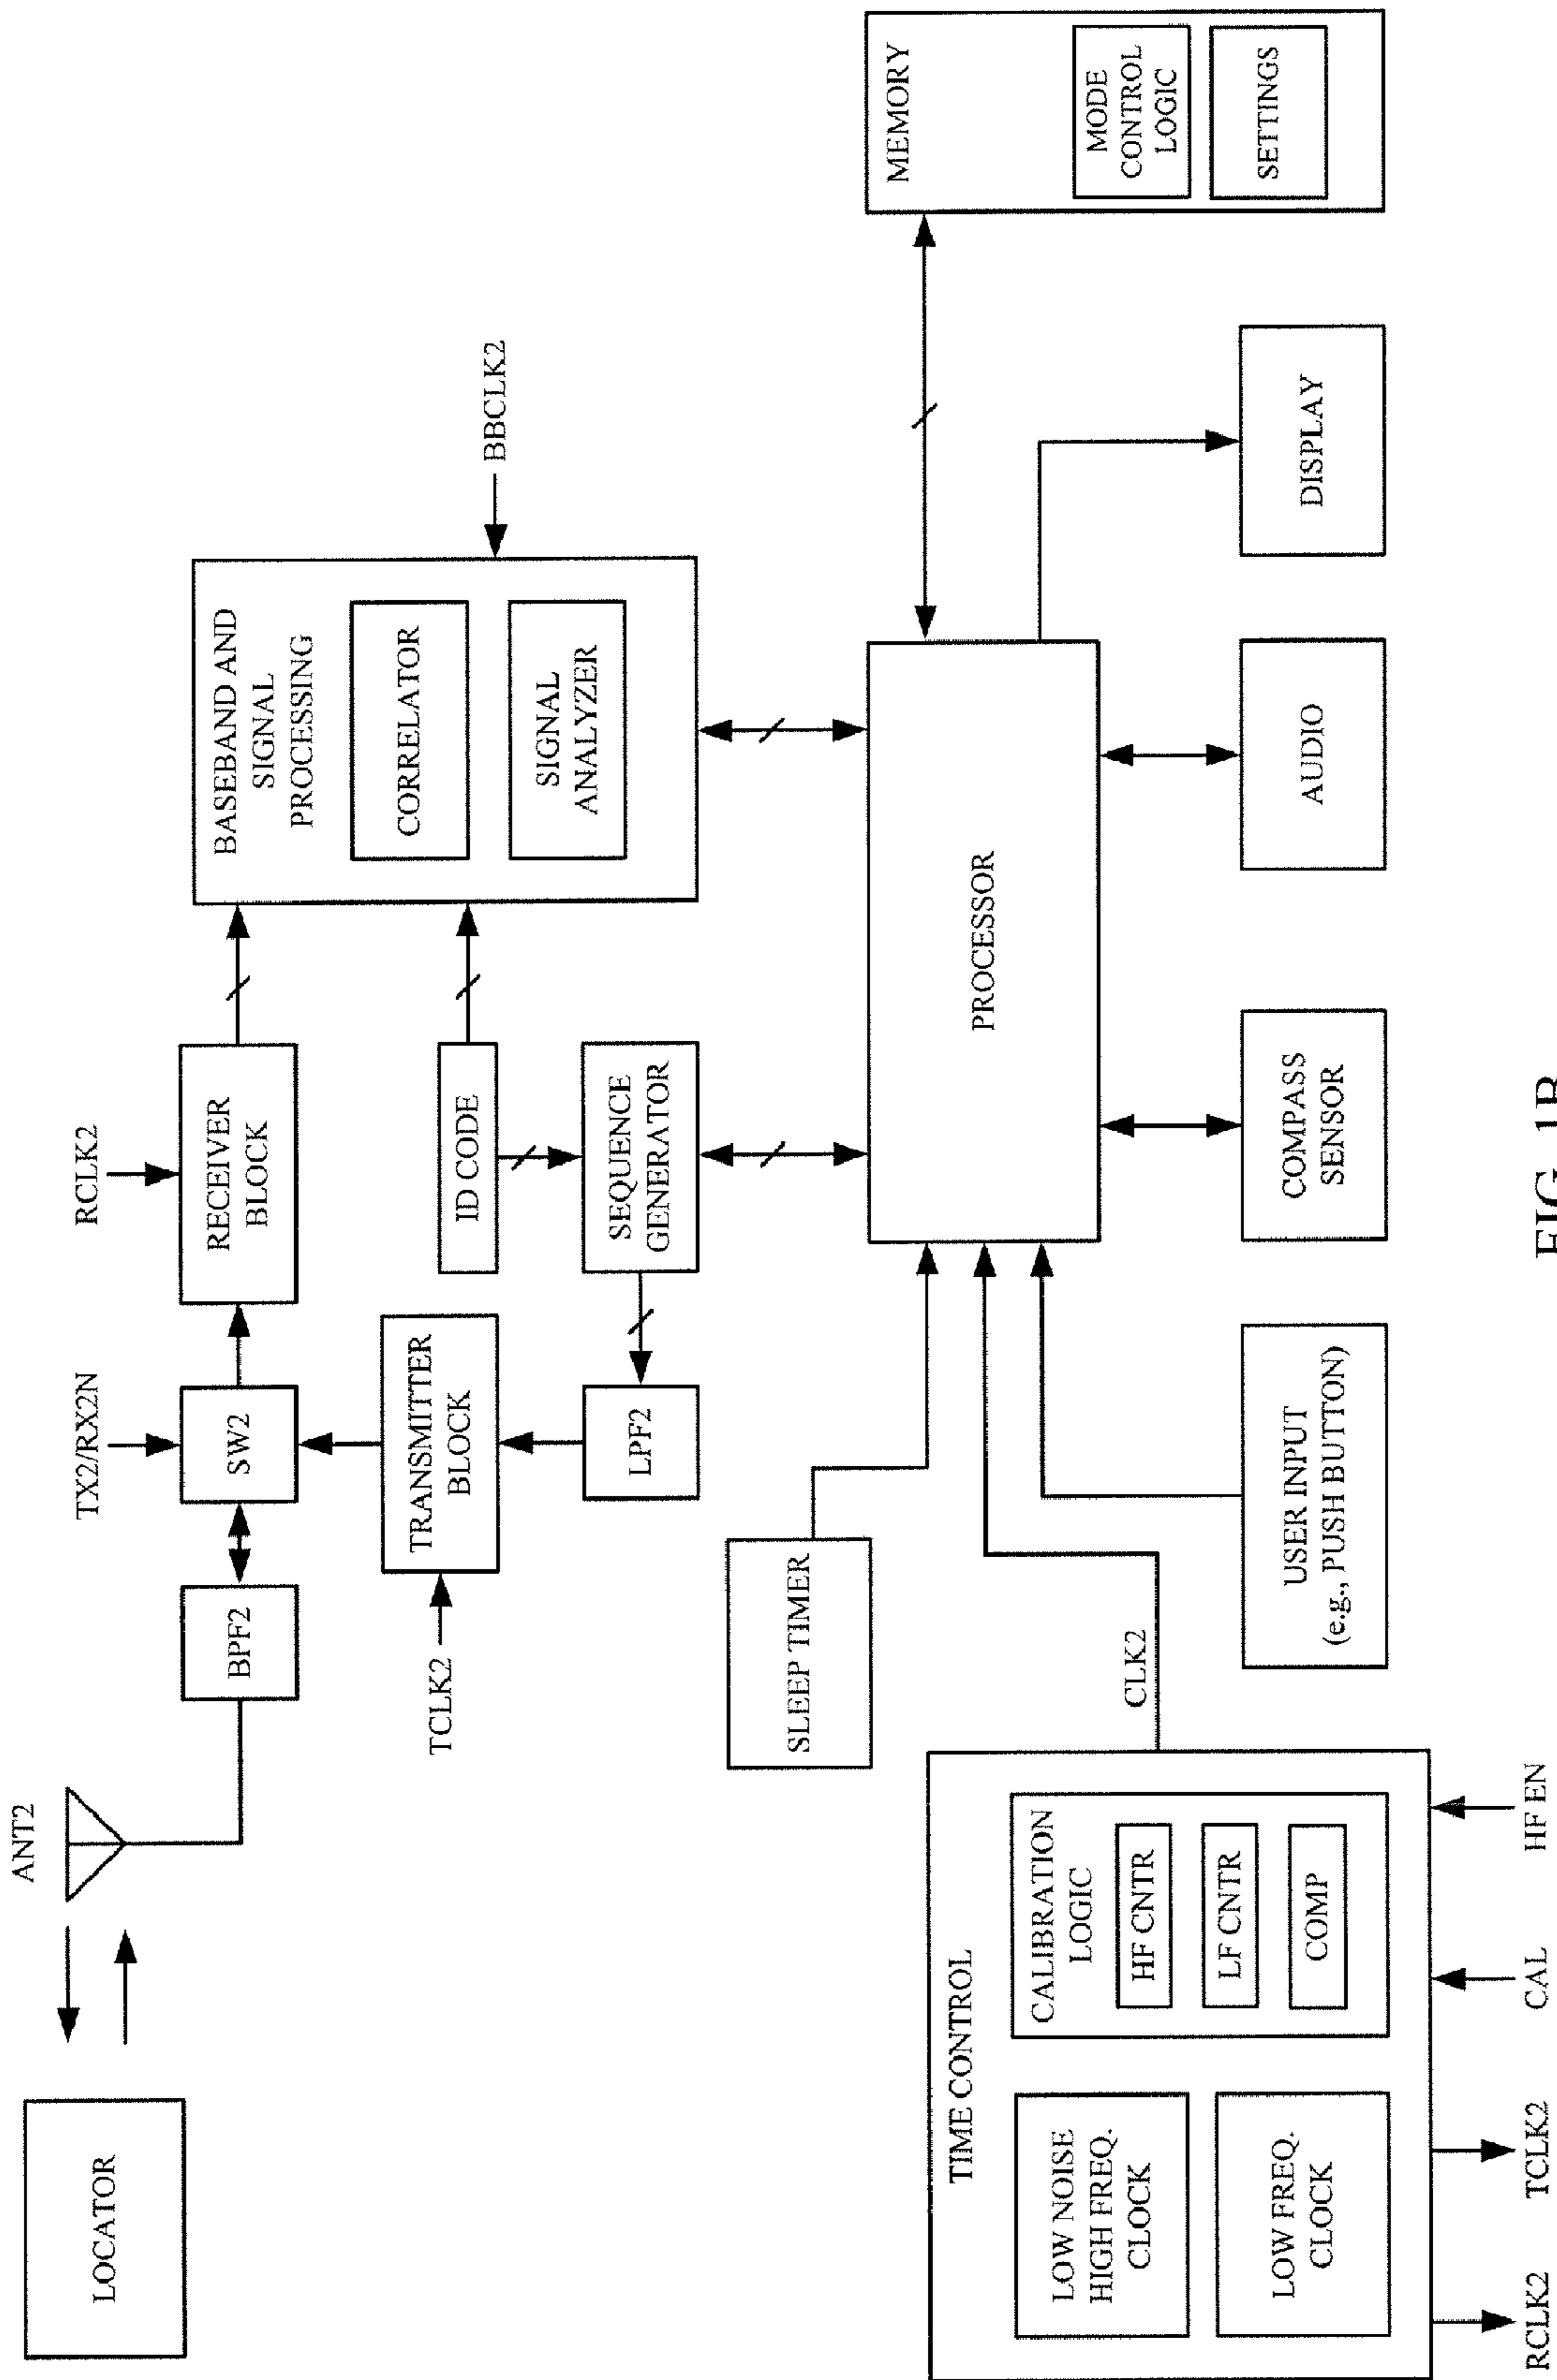 LOCATOR
ANT2
BPF2
TX2/RX2N
SW2
RCLK2
RECEIVER
BLOCK
BASEBAND AND
SIGNAL
PROCESSING
CORRELATOR
SIGNAL
ANALYZER
BBCLK2
TCLK2
TRANSMITTER
BLOCK
ID CODE
LPF2
SEQUENCE
GENERATOR
SLEEP TIMER
PROCESSOR
MEMORY
MODE
CONTROL
LOGIC
SETTINGS
TIME CONTROL
LOW NOISE
HIGH FREQ.
CLOCK
LOW FREQ.
CLOCK
CALIBRATION
LOGIC
HF CNTR
LF CNTR
COMP
CLK2
USER INPUT
(e.g., PUSH BUTTON)
COMPASS
SENSOR
AUDIO
DISPLAY
RCLK2
TCLK2
CAL
HF EN
FIG. 1B